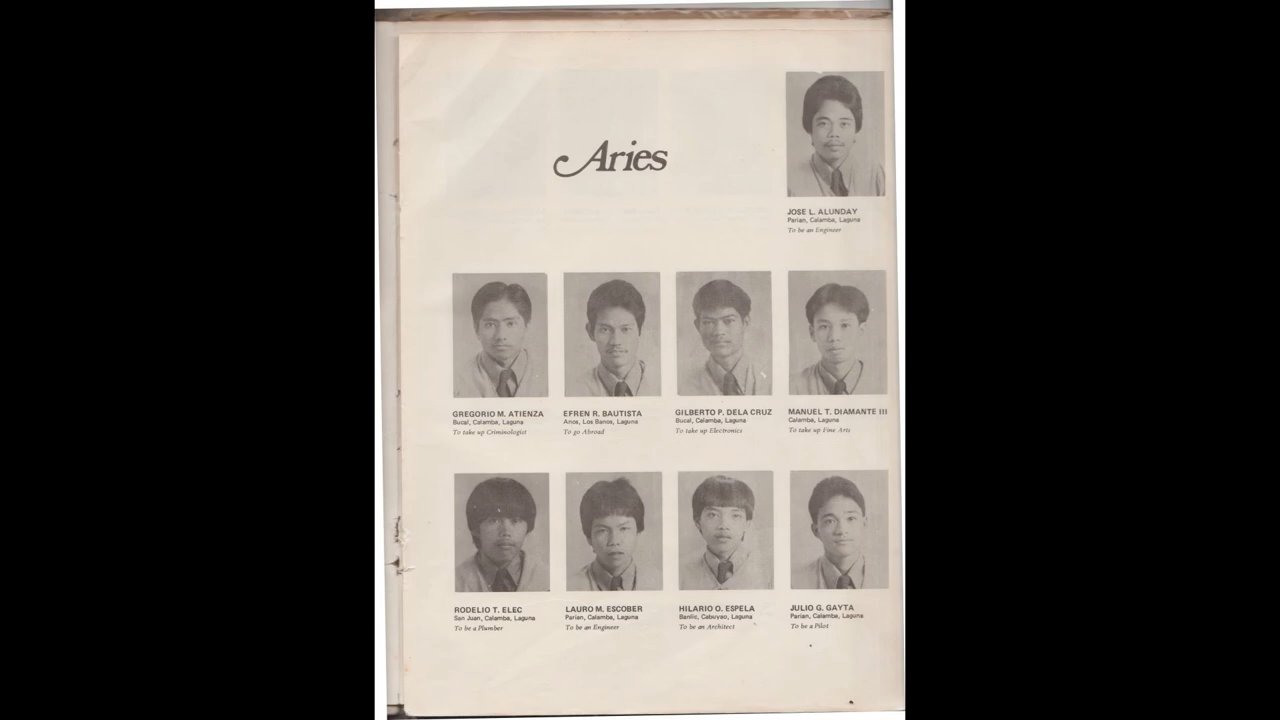 Aries
JOSE L. ALUNDAY
Parian, Calamba, Laguna
To be an Engineer
GREGORIO M. ATIENZA
Bucal, Calamba, Laguna
To take up Criminologist
EFREN R. BAUTISTA
Anos, Los Banos, Laguna
To go Abroad
GILBERTO P. DELA CRUZ
Bucal, Calamba, Laguna
To take up Electronics
MANUEL T. DIAMANTE III
Calamba, Laguna
To take up Fine Arts
RODELIO T. ELEC
San Juan, Calamba, Laguna
To be a Plumber
LAURO M. ESCOBER
Parian, Calamba, Laguna
To be an Engineer
HILARIO O. ESPELA
Banlic, Cabuyao, Laguna
To be an Architect
JULIO G. GAYTA
Parian, Calamba, Laguna
To be a Pilot